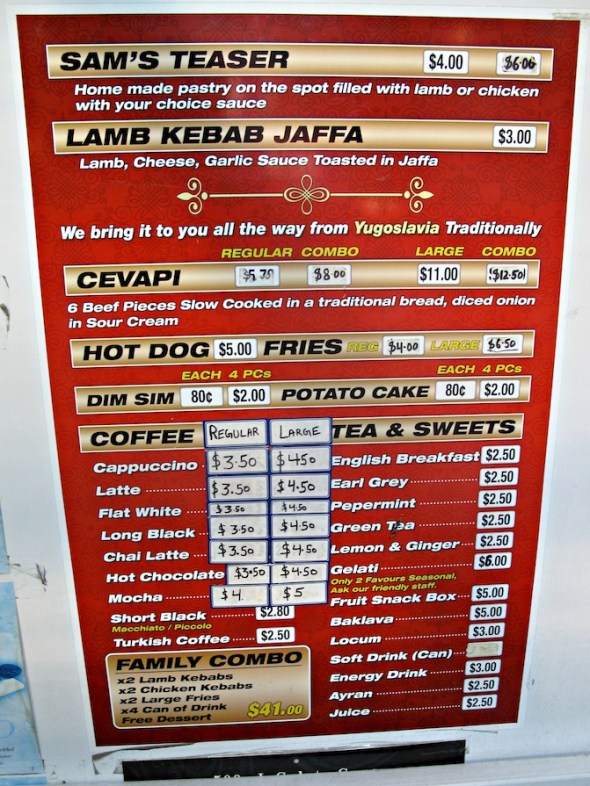 SAM'S TEASER $4.00 $6.00
Home made pastry on the spot filled with lamb or chicken
with your choice sauce
LAMB KEBAB JAFFA $3.00
Lamb, Cheese, Garlic Sauce Toasted in Jaffa
We bring it to you all the way from Yugoslavia Traditionally
REGULAR COMBO LARGE COMBO
CEVAPI $8.00 $11.00 $12.50
6 Beef Pieces Slow Cooked in a traditional bread, diced onion
in Sour Cream
HOT DOG $5.00 FRIES REG $4.00 LARGE $6.50
EACH 4 PCs EACH 4 PCs
DIM SIM 80¢ $2.00 POTATO CAKE 80¢ $2.00
COFFEE REGULAR LARGE
Cappuccino $3.50 $4.50
Latte $3.50 $4.50
Flat White $3.50 $4.50
Long Black $3.50 $4.50
Chai Latte $3.50 $4.50
Hot Chocolate $3.50 $4.50
Mocha $4. $5
Short Black $2.80
Macchiato / Piccolo
Turkish Coffee $2.50
FAMILY COMBO
x2 Lamb Kebabs
x2 Chicken Kebabs
x2 Large Fries
x4 Can of Drink
Free Dessert $41.00
TEA & SWEETS
English Breakfast $2.50
Earl Grey $2.50
Pepermint $2.50
Green Tea $2.50
Lemon & Ginger $2.50
Gelati $6.00
Only 2 Favours Seasonal,
Ask our friendly staff.
Fruit Snack Box $5.00
Baklava $5.00
Locum $3.00
Soft Drink (Can)
Energy Drink $3.00
Ayran $2.50
Juice $2.50